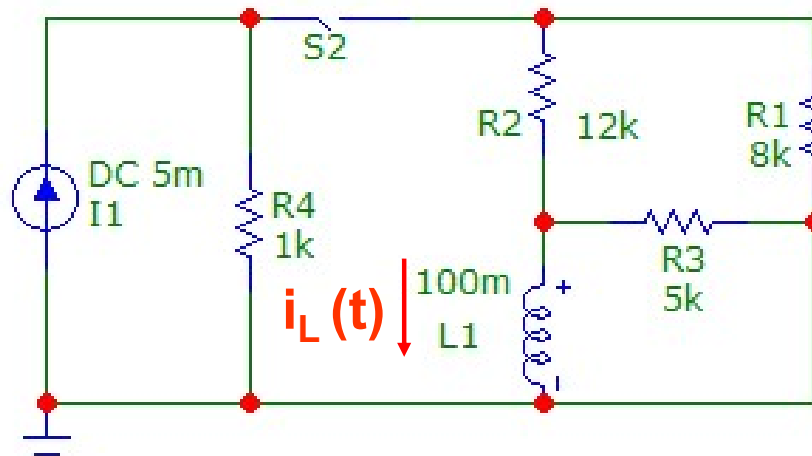 S2
R2 12k
R1
8k
DC 5m
I1
R4
1k
R3
5k
100m
L1
+
-
iL (t)